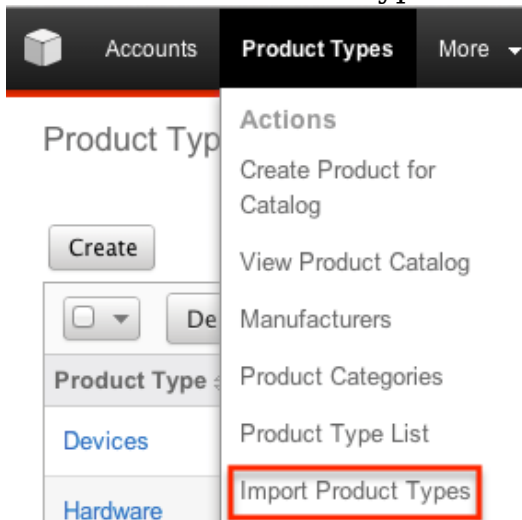 Accounts Product Types More
Product Typ
Actions
Create Product for
Catalog
Create
View Product Catalog
De
Manufacturers
Product Type
Product Categories
Devices
Product Type List
Hardware
Import Product Types